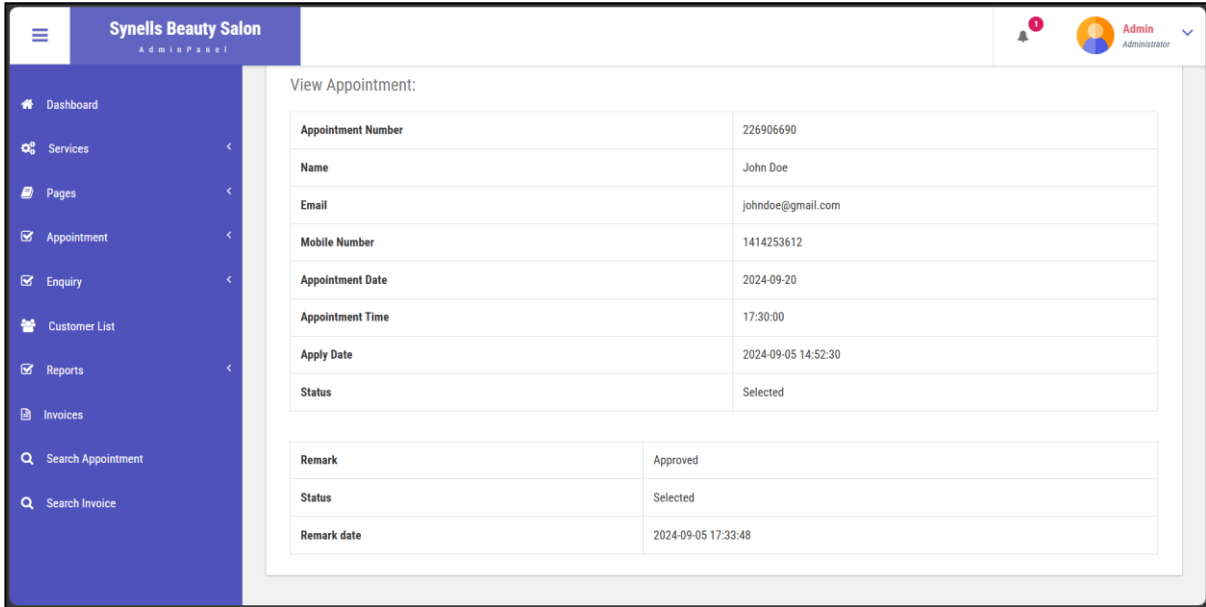 Synells Beauty Salon
AdminPanel
1
Admin
Administrator
Dashboard
Services
Pages
Appointment
Enquiry
Customer List
Reports
Invoices
Search Appointment
Search Invoice
View Appointment:
Appointment Number 226906690
Name John Doe
Email johndoe@gmail.com
Mobile Number 1414253612
Appointment Date 2024-09-20
Appointment Time 17:30:00
Apply Date 2024-09-05 14:52:30
Status Selected
Remark Approved
Status Selected
Remark date 2024-09-05 17:33:48